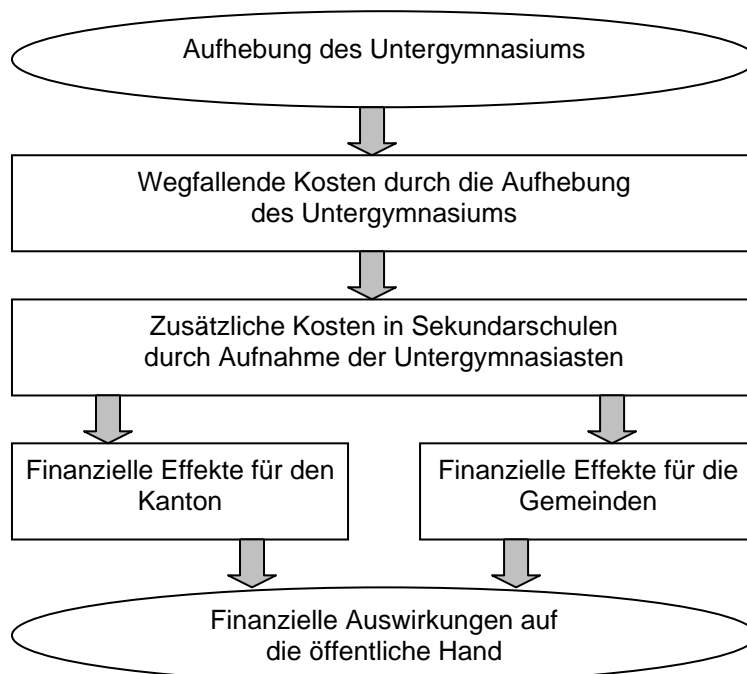 Aufhebung des Untergymnasiums
Wegfallende Kosten durch die Aufhebung
des Untergymnasiums
Zusätzliche Kosten in Sekundarschulen
durch Aufnahme der Untergymnasiasten
Finanzielle Effekte für den
Kanton
Finanzielle Effekte für die
Gemeinden
Finanzielle Auswirkungen auf
die öffentliche Hand